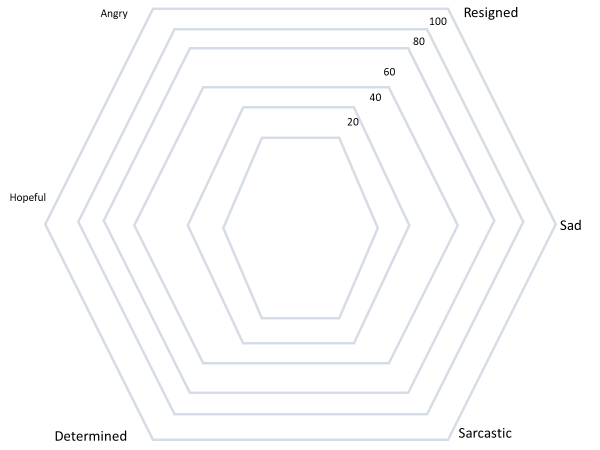 Angry
Resigned
100
80
60
40
20
Hopeful
Sad
Determined
Sarcastic